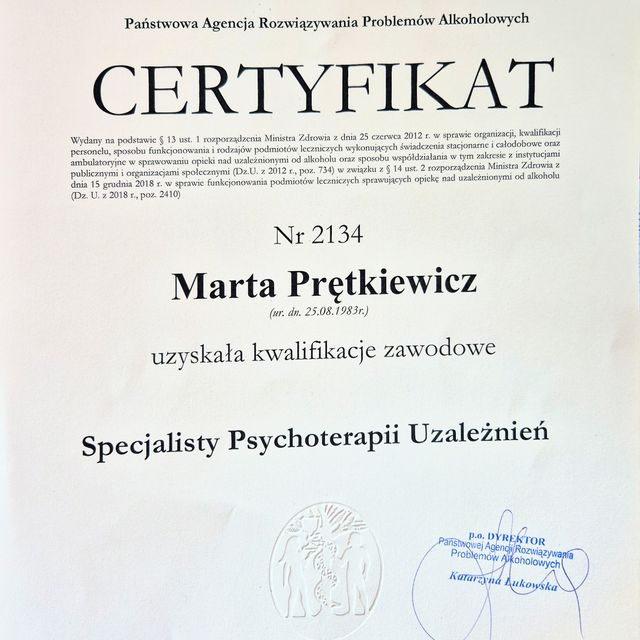 Państwowa Agencja Rozwiązywania Problemów Alkoholowych
CERTYFIKAT
Wydany na podstawie § 13 ust. 1 rozporządzenia Ministra Zdrowia z dnia 25 czerwca 2012 r. w sprawie organizacji, kwalifikacji
personelu, sposobu funkcjonowania i rodzajów podmiotów leczniczych wykonujących świadczenia stacjonarne i całodobowe oraz
ambulatoryjne w sprawowaniu opieki nad uzależnionymi od alkoholu oraz sposobu współdziałania w tym zakresie z instytucjami
publicznymi i organizacjami społecznymi (Dz.U. z 2012 r., poz. 734) w związku z § 14 ust. 2 rozporządzenia Ministra Zdrowia z
dnia 15 grudnia 2018 r. w sprawie funkcjonowania podmiotów leczniczych sprawujących opiekę nad uzależnionymi od alkoholu
(Dz. U. z 2018 r., poz. 2410)
Nr 2134
Marta Prętkiewicz
(ur. dn. 25.08.1983r.)
uzyskała kwalifikacje zawodowe
Specjalisty Psychoterapii Uzależnień
p.o. DYREKTOR
Państwowej Agencji Rozwiązywania
Problemów Alkoholowych
Katarzyna Łukowska